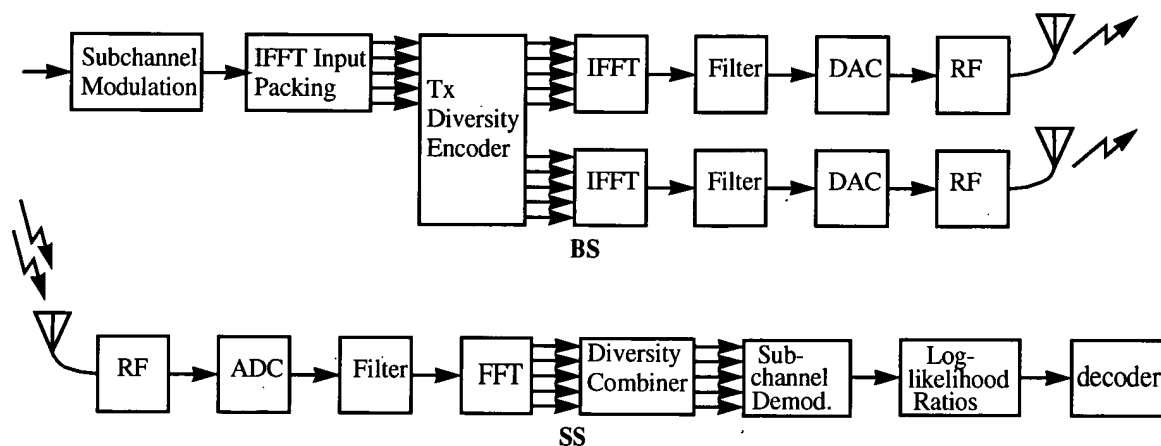 Subchannel
Modulation
IFFT Input
Packing
Tx
Diversity
Encoder
IFFT
Filter
DAC
RF
IFFT
Filter
DAC
RF
BS
RF
ADC
Filter
FFT
Diversity
Combiner
Sub-
channel
Demod.
Log-
likelihood
Ratios
decoder
SS